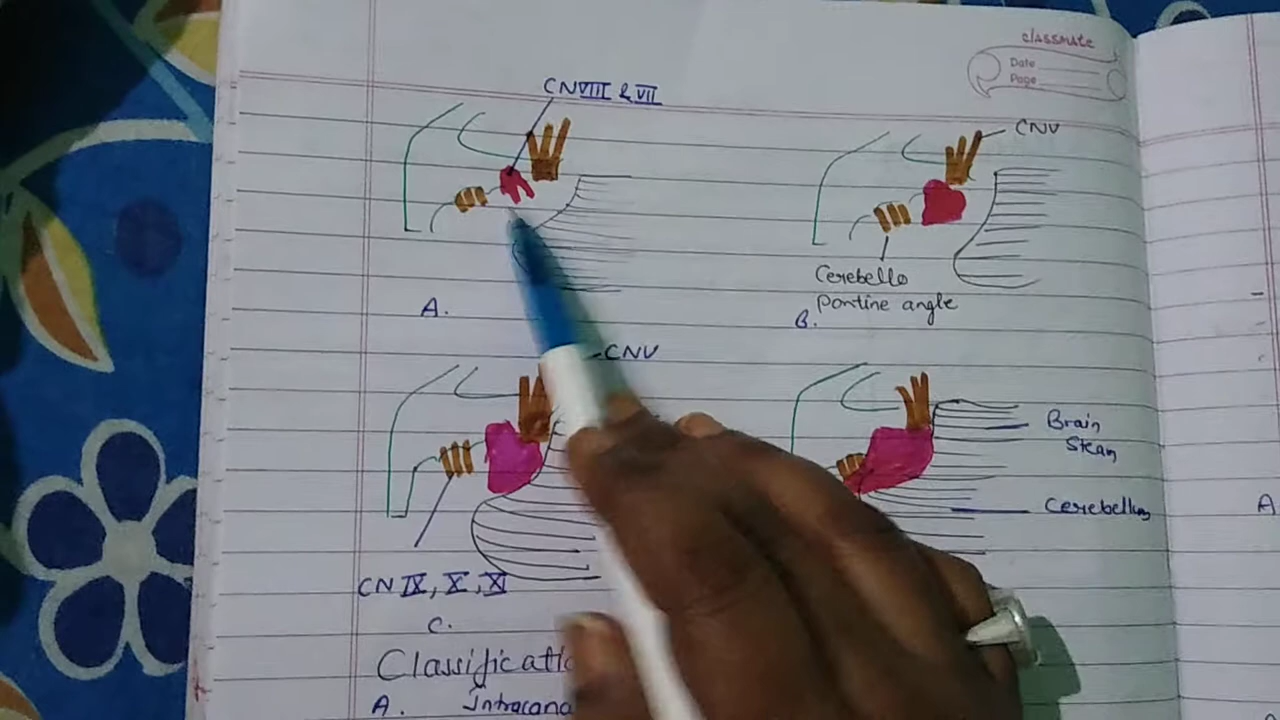 classmate
Date
Page
CN VIII & VII
CNV
Cerebello
Pontine angle
A.
B.
CNV
Brain
Stem
Cerebellum
A
CN IX, X, XI
C.
A.